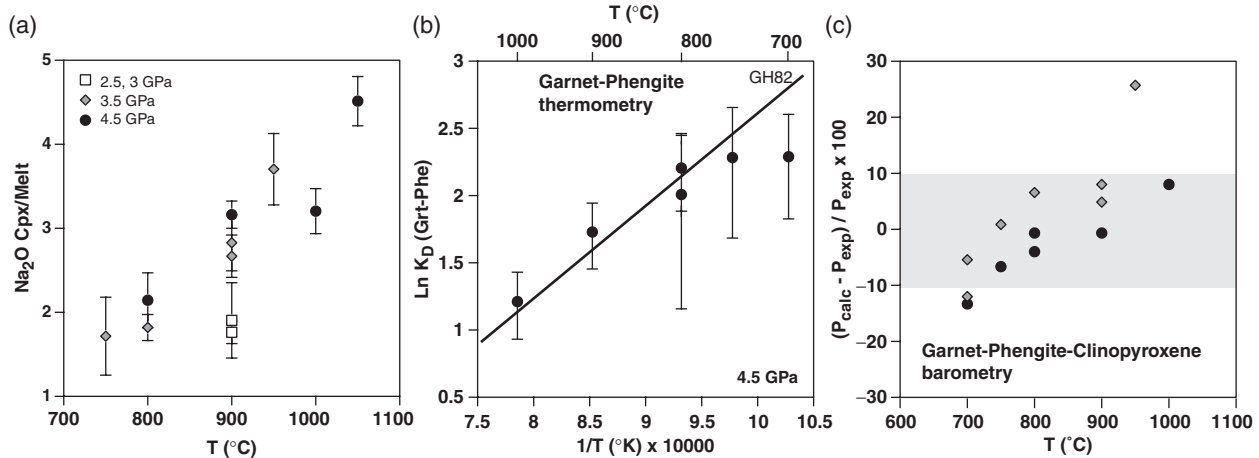 (a)
5
4
3
2
1
Na₂O Cpx/Melt
2.5, 3 GPa
3.5 GPa
4.5 GPa
700 800 900 1000 1100
T (°C)
(b)
T (°C)
1000 900 800 700
3
2.5
2
1.5
1
0.5
Ln K_D (Grt-Phe)
Garnet-Phengite
thermometry
GH82
4.5 GPa
7.5 8 8.5 9 9.5 10 10.5
1/T (°K) x 10000
(c)
30
20
10
0
−10
−20
−30
(P_calc - P_exp) / P_exp x 100
Garnet-Phengite-Clinopyroxene
barometry
600 700 800 900 1000 1100
T (˚C)